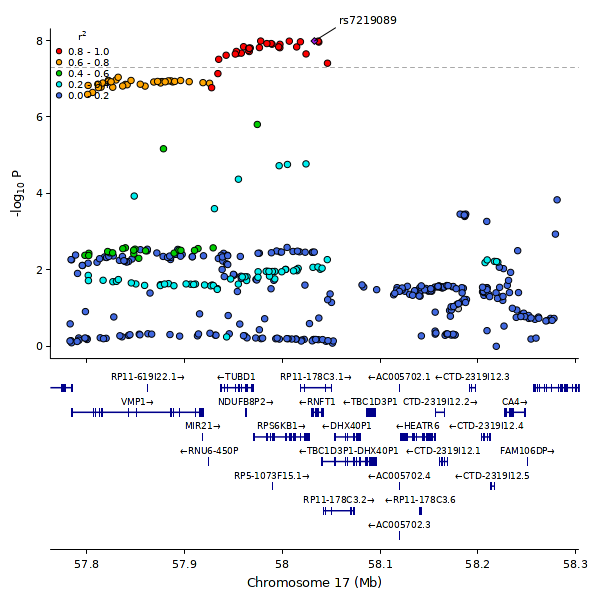 rs7219089
r²
0.8 - 1.0
0.6 - 0.8
0.4 - 0.6
0.2
0.0 0.2
-log₁₀ P
8
6
4
2
0
RP11-619I22.1→
←TUBD1
RP11-178C3.1→
←AC005702.1
←CTD-2319I12.3
VMP1→
NDUFB8P2→
←RNFT1
←TBC1D3P1
CTD-2319I12.2→
CA4→
MIR21→
RPS6KB1→
←DHX40P1
←HEATR6
←CTD-2319I12.4
←RNU6-450P
←TBC1D3P1-DHX40P1
←CTD-2319I12.1
FAM106DP→
RP5-1073F15.1→
←AC005702.4
←CTD-2319I12.5
RP11-178C3.2→
←RP11-178C3.6
←AC005702.3
57.8
57.9
58
58.1
58.2
58.3
Chromosome 17 (Mb)